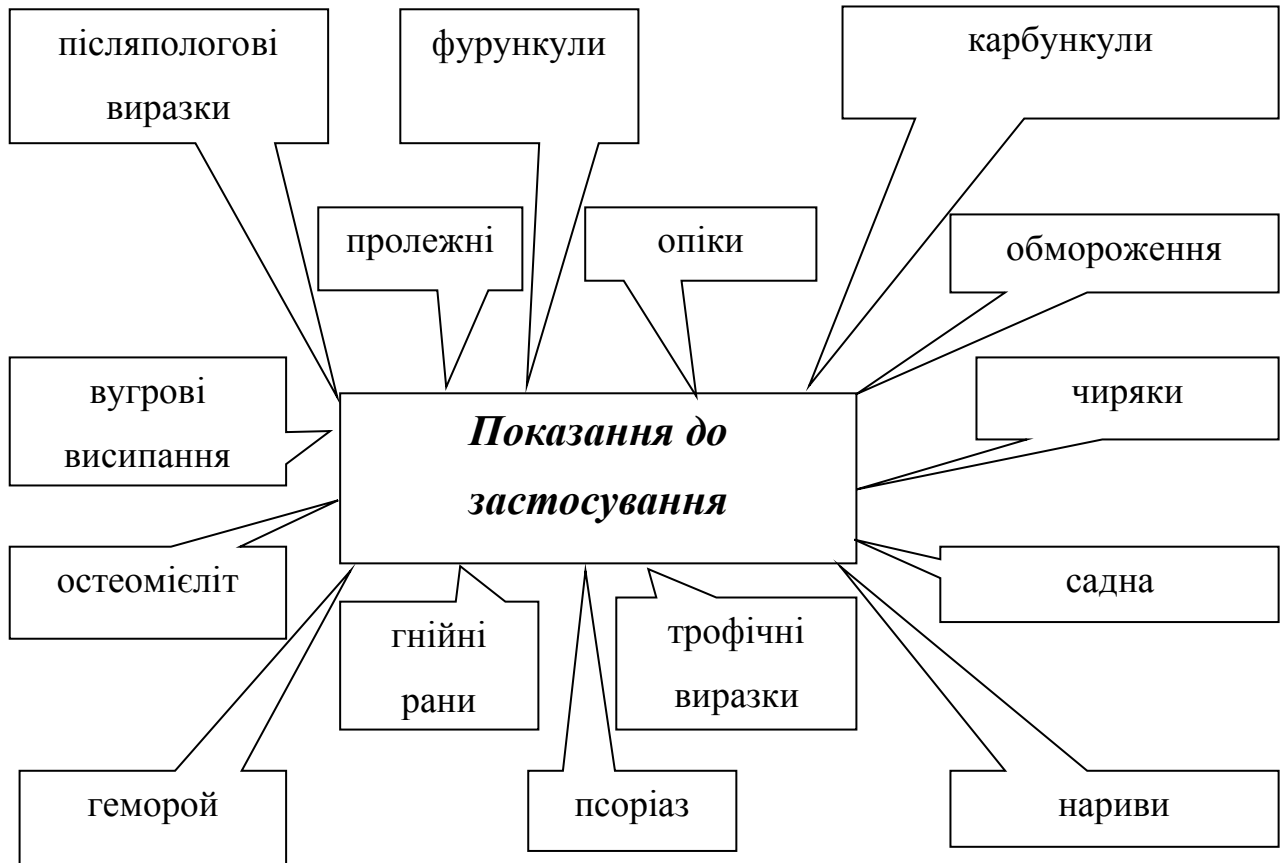 післяпологові
виразки
фурункули
карбункули
пролежні
опіки
обмороження
вугрові
висипання
Показання до
застосування
чиряки
остеомієліт
гнійні
рани
трофічні
виразки
садна
геморой
псоріаз
нариви